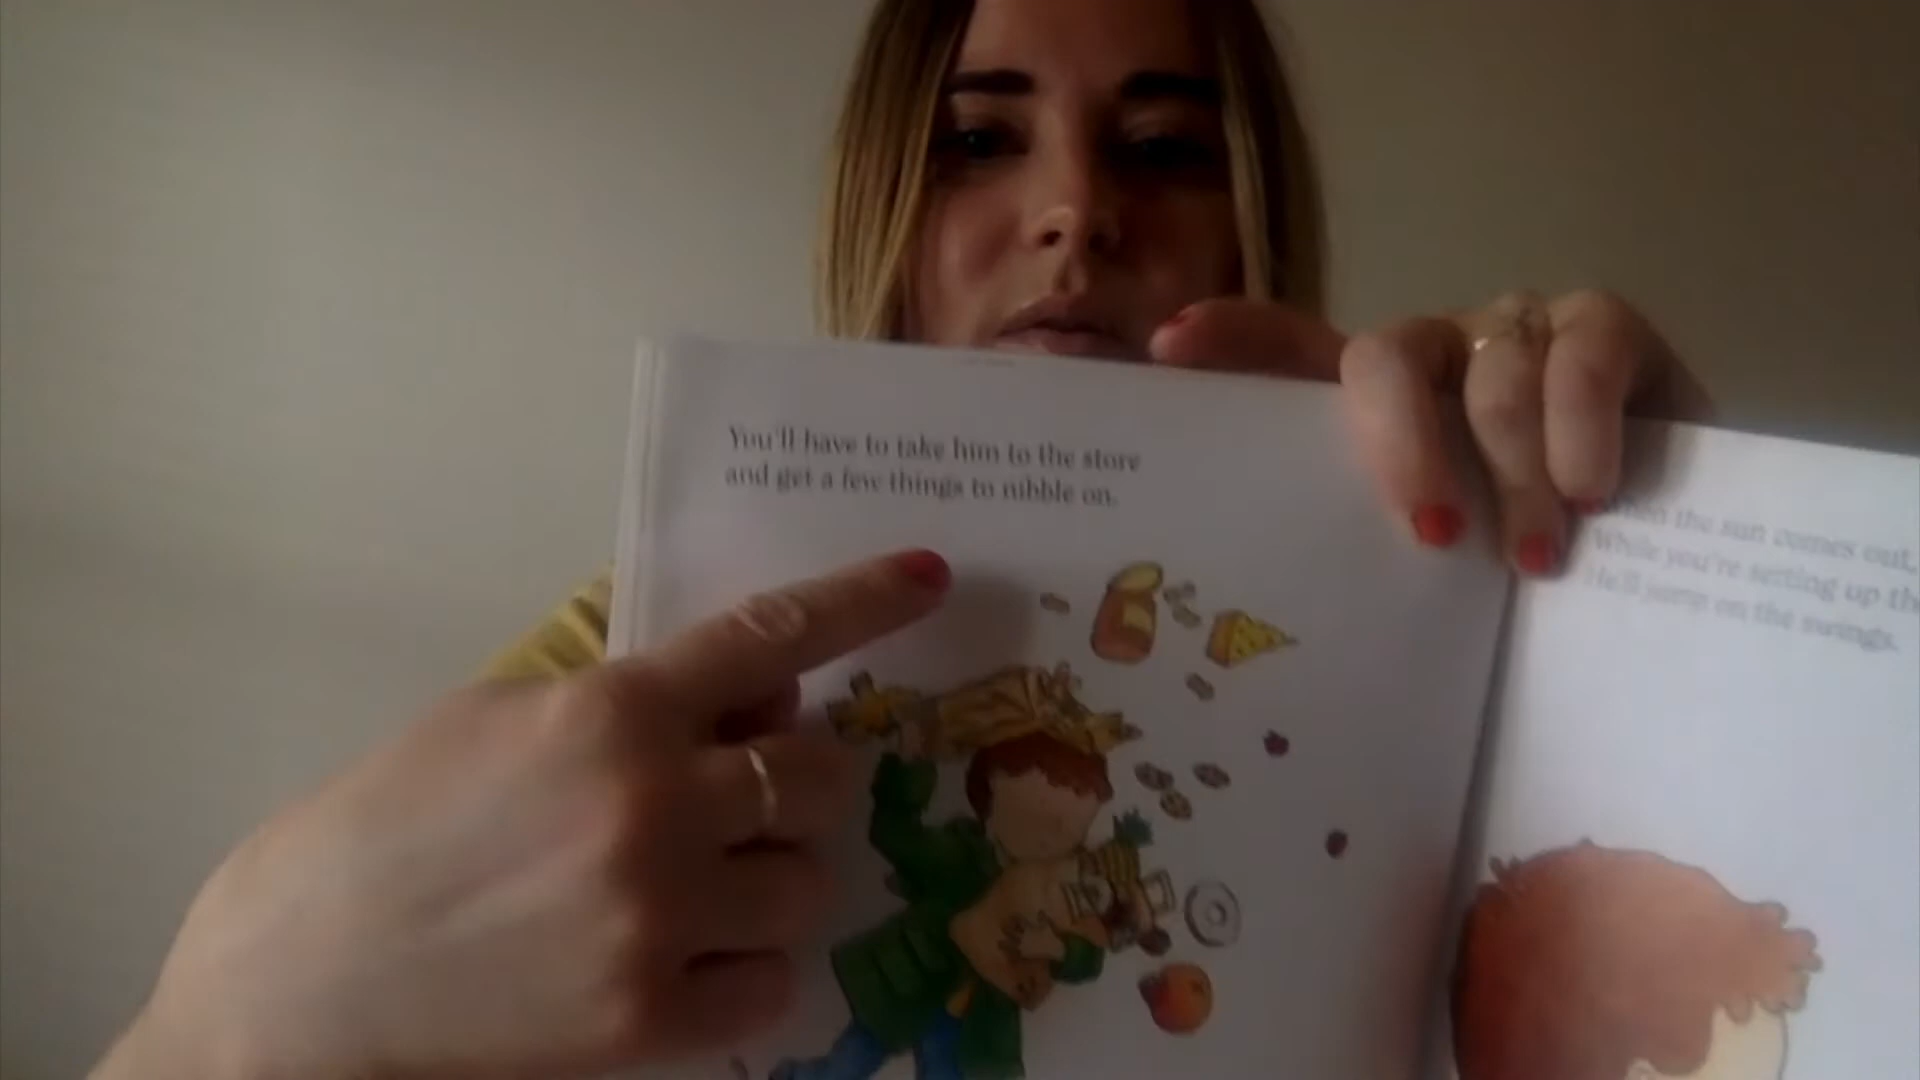 You'll have to take him to the store
and get a few things to nibble on.
When the sun comes out,
While you're setting up the
He'll jump on the swings.